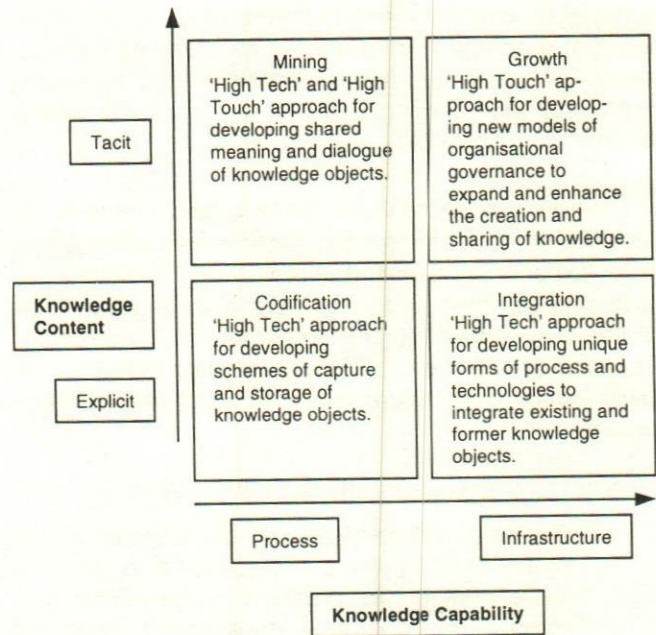 Mining
'High Tech' and 'High
Touch' approach for
developing shared
meaning and dialogue
of knowledge objects.
Growth
'High Touch' ap-
proach for develop-
ing new models of
organisational
governance to
expand and enhance
the creation and
sharing of knowledge.
Tacit
Knowledge
Content
Explicit
Codification
'High Tech' approach
for developing
schemes of capture
and storage of
knowledge objects.
Integration
'High Tech' approach
for developing unique
forms of process and
technologies to
integrate existing and
former knowledge
objects.
Process
Infrastructure
Knowledge Capability